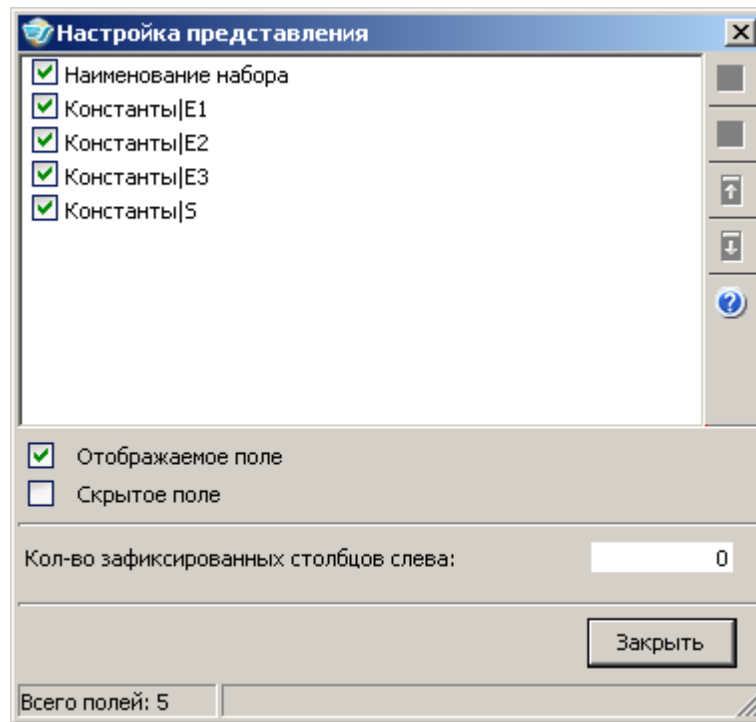 Настройка представления
Наименование набора
Константы|E1
Константы|E2
Константы|E3
Константы|S
Отображаемое поле
Скрытое поле
Кол-во зафиксированных столбцов слева: 0
Закрыть
Всего полей: 5